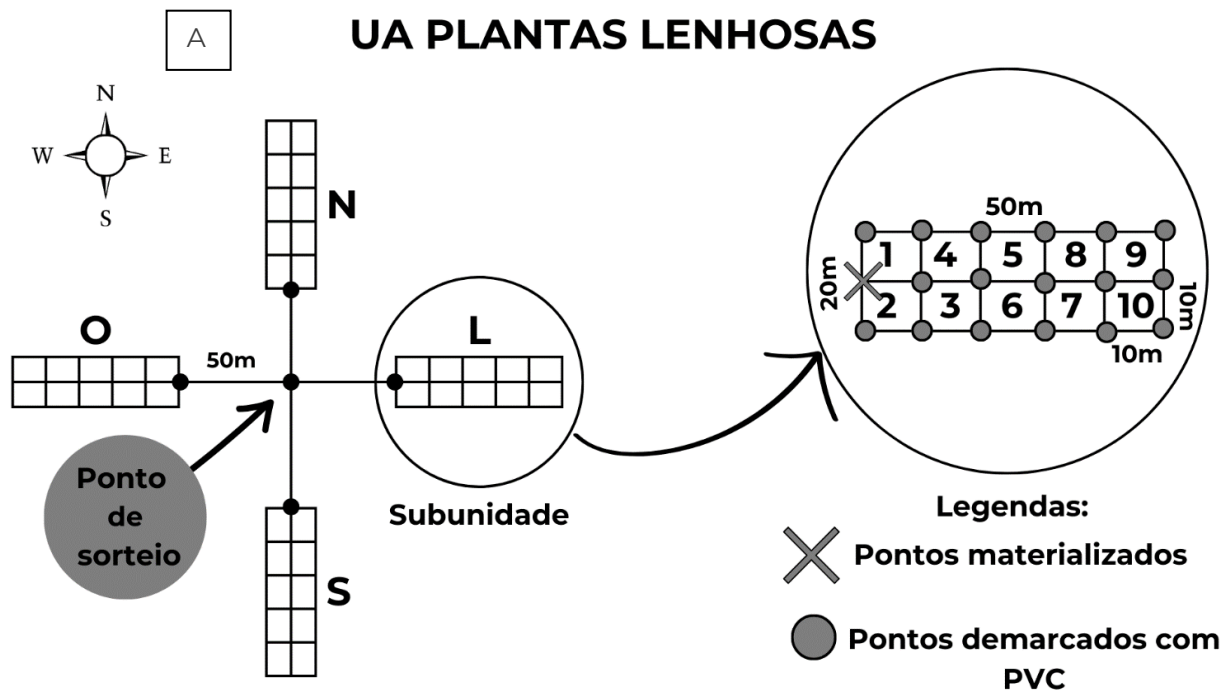 A
UA PLANTAS LENHOSAS
N
W
E
S
N
O
50m
L
S
Ponto
de
sorteio
Subunidade
50m
20m
1 4 5 8 9
2 3 6 7 10
10m
10m
Legendas:
Pontos materializados
Pontos demarcados com
PVC